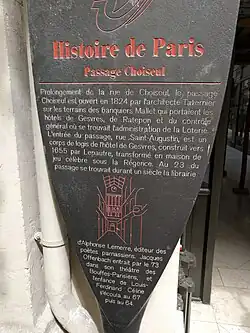 Histoire de Paris
Passage Choiseul
Prolongement de la rue de Choiseul, le passage
Choiseul est ouvert en 1824 par l'architecte Tavernier
sur les terrains des banquiers Mallet qui portaient les
hôtels de Gesvres, de Ratepon et du contrôle
général où se trouvait l'administration de la Loterie.
L'entrée du passage, rue Saint-Augustin, est un
corps de logis de l'hôtel de Gesvres, construit vers
1655 par Lepautre, transformé en maison de
jeu célèbre sous la Régence. Au 23 du
passage se trouvait durant un siècle la librairie
d'Alphonse Lemerre, éditeur des
poètes parnassiens. Jacques
Offenbach entrait par le 73
dans son théâtre des
Bouffes-Parisiens, et
l'enfance de Louis-
Ferdinand Céline
s'écoula au 67
puis au 64.